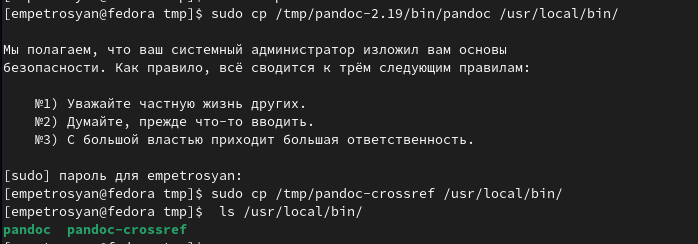 [empetrosyan@fedora tmp]$ sudo cp /tmp/pandoc-2.19/bin/pandoc /usr/local/bin/
Мы полагаем, что ваш системный администратор изложил вам основы
безопасности. Как правило, всё сводится к трём следующим правилам:
№1) Уважайте частную жизнь других.
№2) Думайте, прежде что-то вводить.
№3) С большой властью приходит большая ответственность.
[sudo] пароль для empetrosyan:
[empetrosyan@fedora tmp]$ sudo cp /tmp/pandoc-crossref /usr/local/bin/
[empetrosyan@fedora tmp]$  ls /usr/local/bin/
pandoc  pandoc-crossref